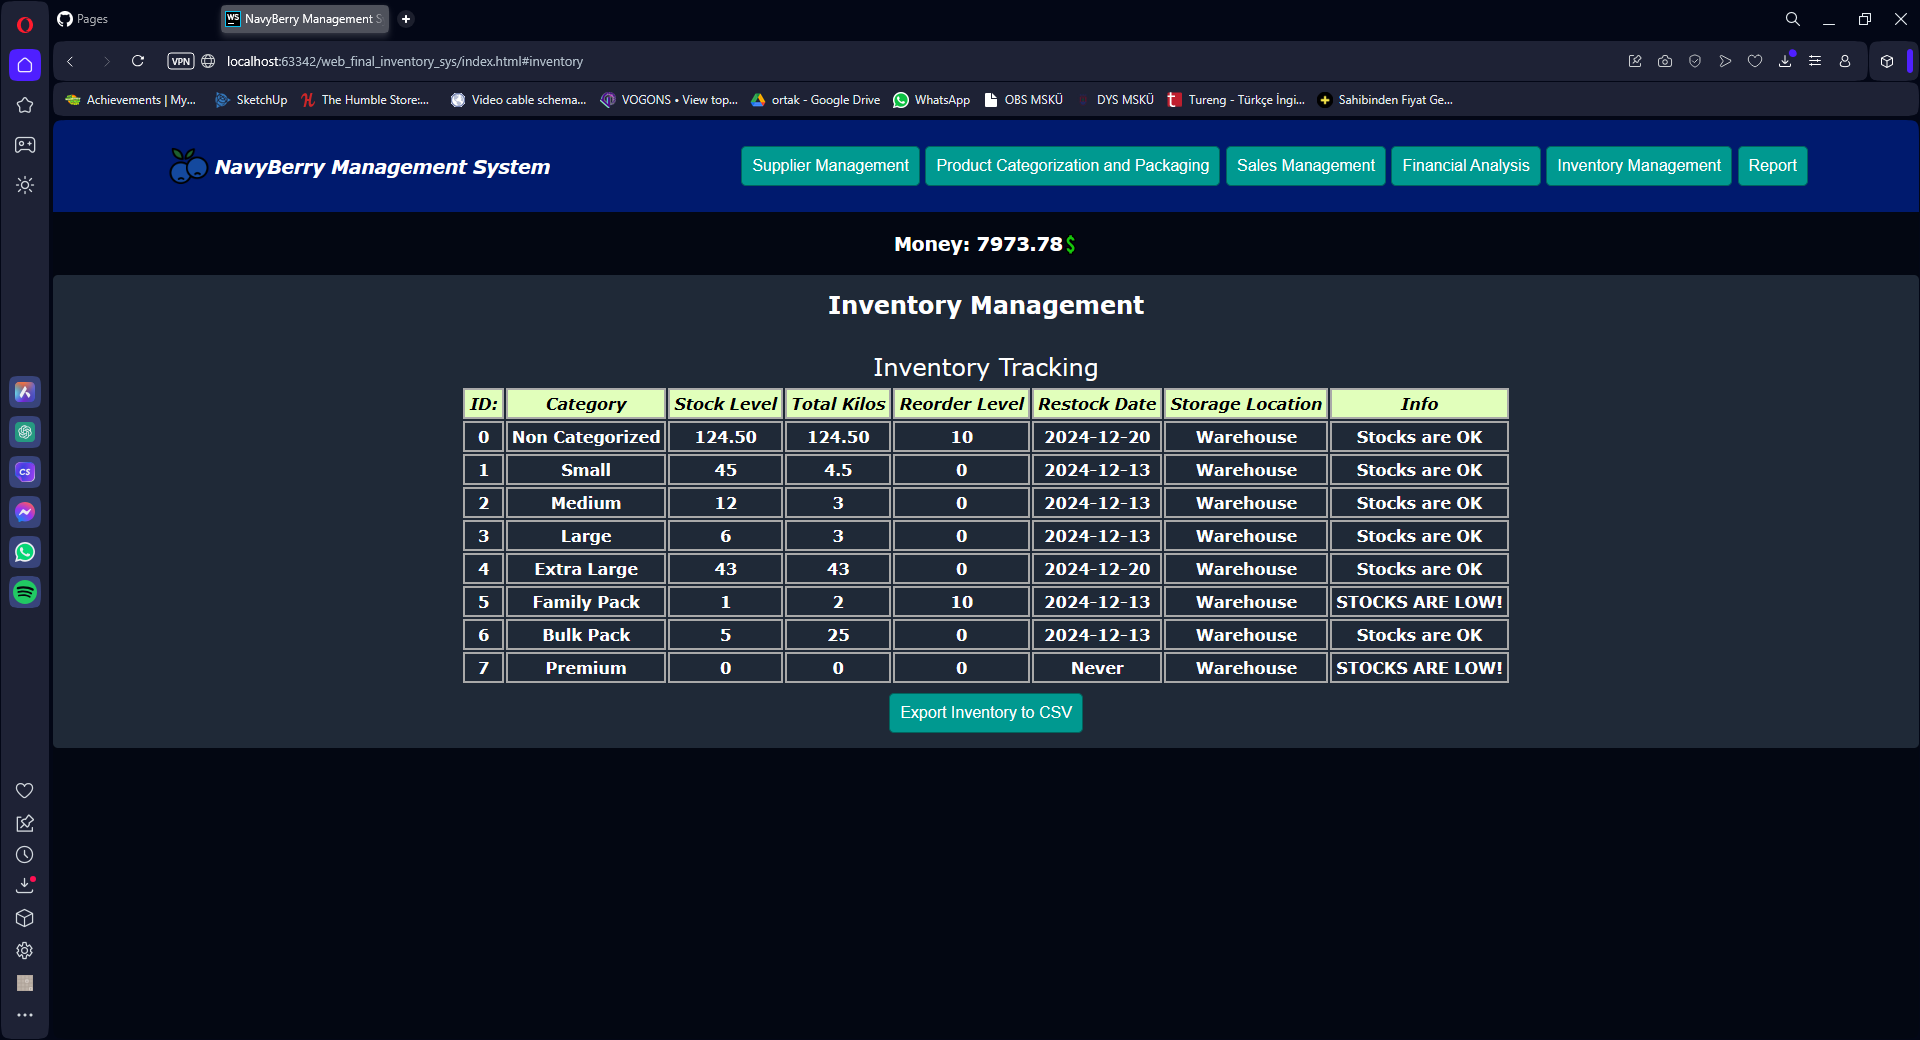 Pages
NavyBerry Management S
VPN localhost:63342/web_final_inventory_sys/index.html#inventory
Achievements | My... SketchUp The Humble Store:... Video cable schema... VOGONS • View top... ortak - Google Drive WhatsApp OBS MSKÜ DYS MSKÜ Tureng - Türkçe İngi... Sahibinden Fiyat Ge...
NavyBerry Management System
Supplier Management Product Categorization and Packaging Sales Management Financial Analysis Inventory Management Report
Money: 7973.78$
Inventory Management
Inventory Tracking
ID: Category Stock Level Total Kilos Reorder Level Restock Date Storage Location Info
0 Non Categorized 124.50 124.50 10 2024-12-20 Warehouse Stocks are OK
1 Small 45 4.5 0 2024-12-13 Warehouse Stocks are OK
2 Medium 12 3 0 2024-12-13 Warehouse Stocks are OK
3 Large 6 3 0 2024-12-13 Warehouse Stocks are OK
4 Extra Large 43 43 0 2024-12-20 Warehouse Stocks are OK
5 Family Pack 1 2 10 2024-12-13 Warehouse STOCKS ARE LOW!
6 Bulk Pack 5 25 0 2024-12-13 Warehouse Stocks are OK
7 Premium 0 0 0 Never Warehouse STOCKS ARE LOW!
Export Inventory to CSV